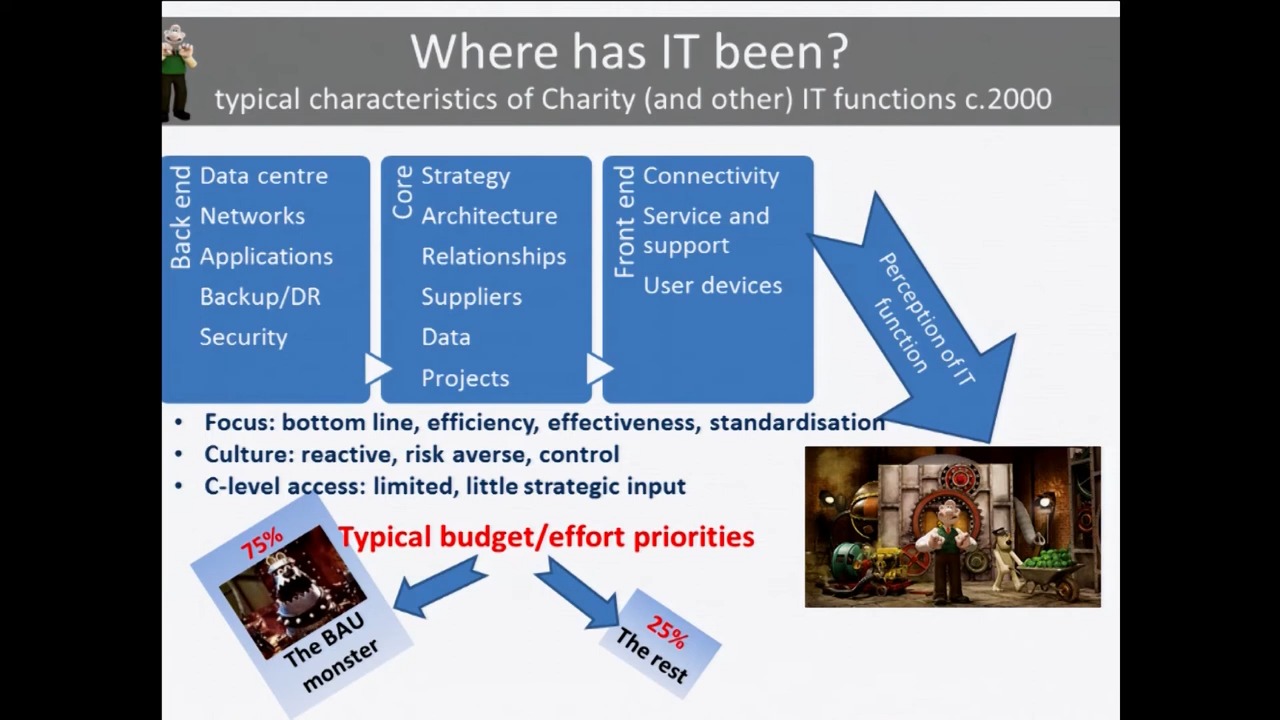 Where has IT been?
typical characteristics of Charity (and other) IT functions c.2000
Back end
Data centre
Networks
Applications
Backup/DR
Security
Core
Strategy
Architecture
Relationships
Suppliers
Data
Projects
Front end
Connectivity
Service and
support
User devices
Perception of IT
function
• Focus: bottom line, efficiency, effectiveness, standardisation
• Culture: reactive, risk averse, control
• C-level access: limited, little strategic input
Typical budget/effort priorities
75%
The BAU
monster
25%
The rest